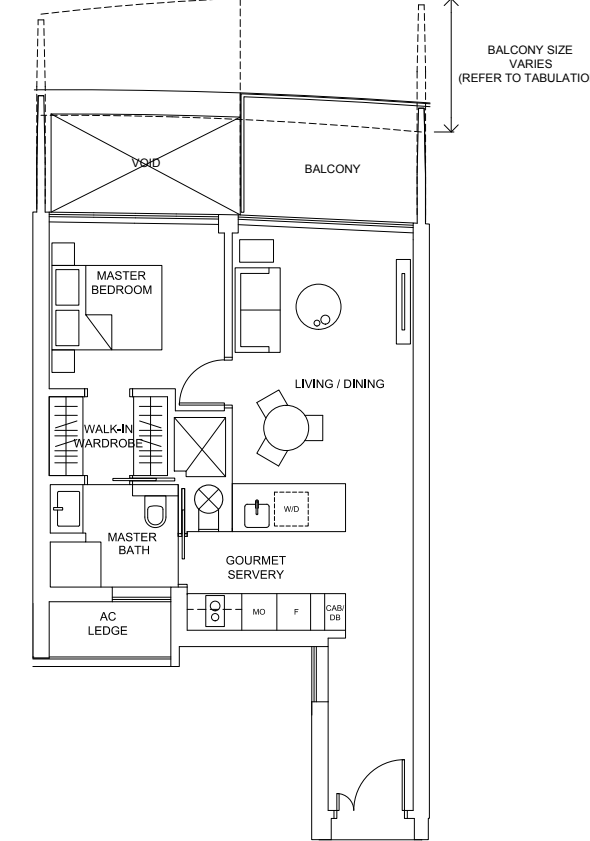 BALCONY SIZE
VARIES
(REFER TO TABULATIO
VOID
BALCONY
MASTER
BEDROOM
LIVING / DINING
WALK-IN
WARDROBE
W/D
MASTER
BATH
GOURMET
SERVERY
AC
LEDGE
MO
F
CAB/
DB